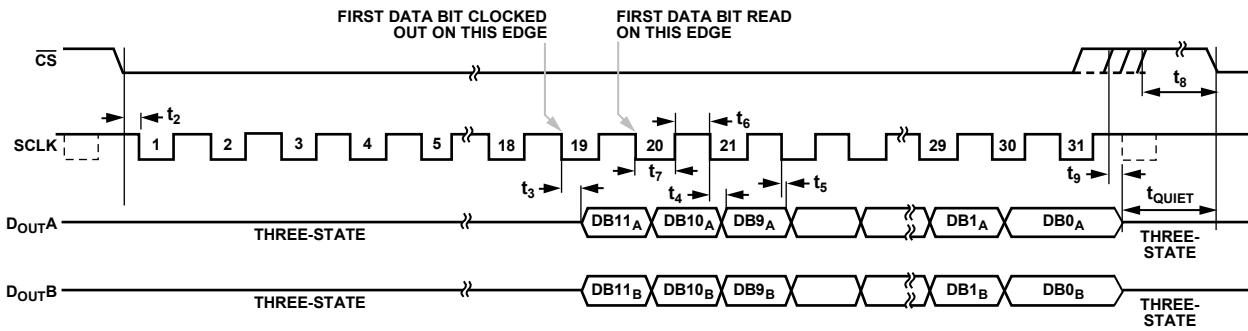 FIRST DATA BIT CLOCKED
OUT ON THIS EDGE
FIRST DATA BIT READ
ON THIS EDGE
CS
t8
t2
t6
SCLK
1 2 3 4 5 18 19 20 21 29 30 31
t3
t7
t4
t5
t9
tQUIET
DOUTA
THREE-STATE
DB11A DB10A DB9A DB1A DB0A
THREE-
STATE
DOUTB
THREE-STATE
DB11B DB10B DB9B DB1B DB0B
THREE-
STATE